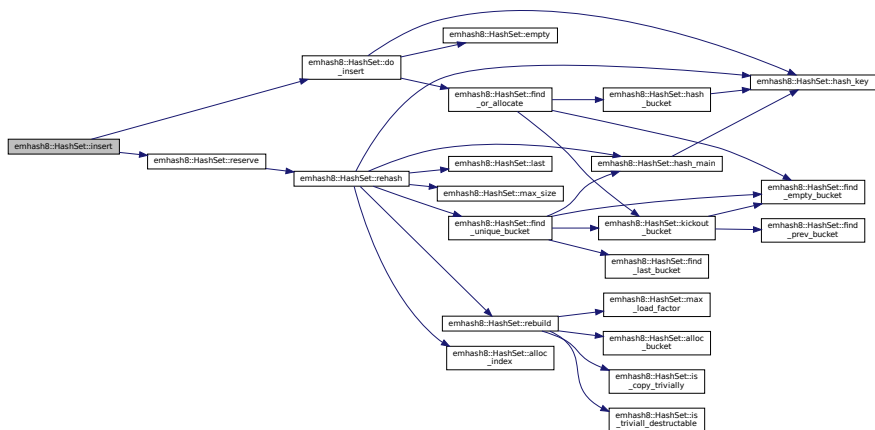 emhash8::HashSet::insert
emhash8::HashSet::do
_insert
emhash8::HashSet::reserve
emhash8::HashSet::empty
emhash8::HashSet::find
_or_allocate
emhash8::HashSet::rehash
emhash8::HashSet::hash
_bucket
emhash8::HashSet::hash_key
emhash8::HashSet::last
emhash8::HashSet::hash_main
emhash8::HashSet::max_size
emhash8::HashSet::find
_unique_bucket
emhash8::HashSet::kickout
_bucket
emhash8::HashSet::find
_empty_bucket
emhash8::HashSet::find
_prev_bucket
emhash8::HashSet::find
_last_bucket
emhash8::HashSet::rebuild
emhash8::HashSet::alloc
_index
emhash8::HashSet::max
_load_factor
emhash8::HashSet::alloc
_bucket
emhash8::HashSet::is
_copy_trivially
emhash8::HashSet::is
_triviall_destructable